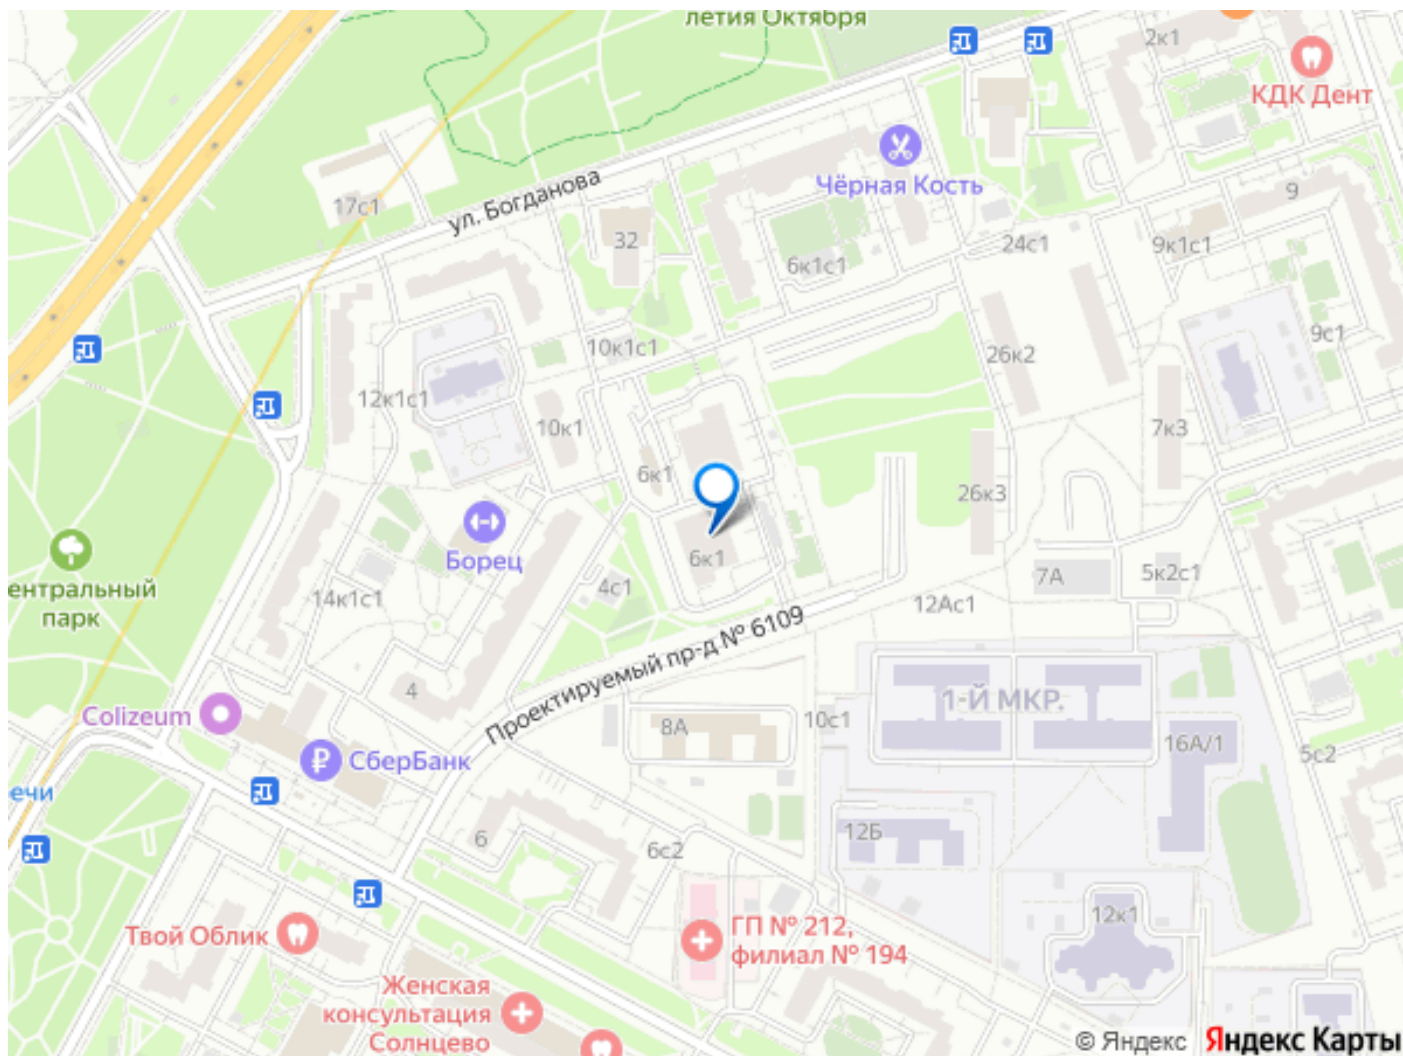 летия Октября
2к1
КДК Дент
Чёрная Кость
17с1
ул. Богданова
9
32
24с1
9к1с1
6к1с1
9с1
10к1с1
26к2
12к1с1
10к1
7к3
6к1
26к3
Борец
6к1
7А
5к2с1
ентральный
парк
14к1с1
4с1
12Ас1
Проектируемый пр-д № 6109
4
1-Й МКР.
Colizeum
8А
10с1
16А/1
5с2
СберБанк
ечи
6
6с2
12Б
12к1
Твой Облик
ГП № 212,
филиал № 194
Женская
консультация
Солнцево
© Яндекс Яндекс Карты